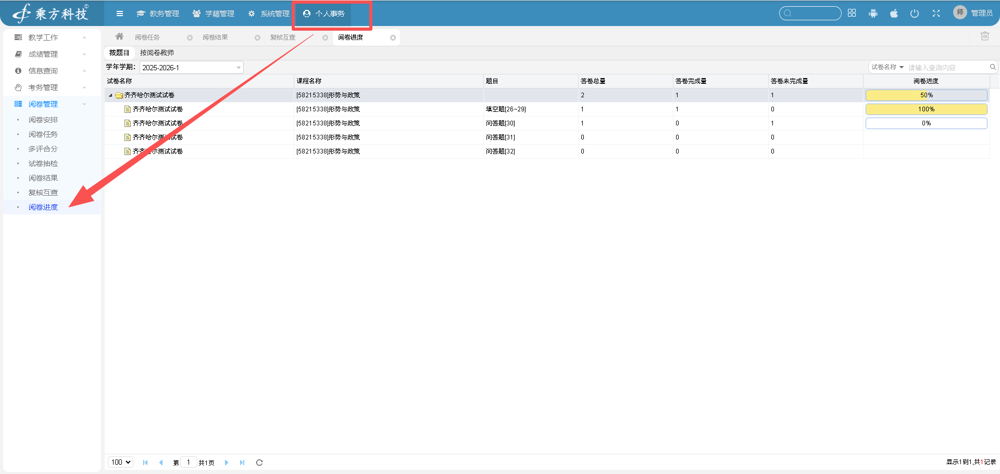 乘方科技
教务管理 学籍管理 系统管理 个人事务 师 管理员
教学工作
成绩管理
信息查询
考务管理
阅卷管理
阅卷安排
阅卷任务
多评合分
试卷抽检
阅卷结果
复核互查
阅卷进度
阅卷任务 阅卷结果 复核互查 阅卷进度
按题目 按阅卷教师
学年学期: 2025-2026-1 试卷名称 请输入查询内容
试卷名称 课程名称 题目 答卷总量 答卷完成量 答卷未完成量 阅卷进度
齐齐哈尔测试试卷 [58215338]形势与政策 2 1 1 50%
齐齐哈尔测试试卷 [58215338]形势与政策 填空题[26~29] 1 1 0 100%
齐齐哈尔测试试卷 [58215338]形势与政策 问答题[30] 1 0 1 0%
齐齐哈尔测试试卷 [58215338]形势与政策 问答题[31] 0 0 0
齐齐哈尔测试试卷 [58215338]形势与政策 问答题[32] 0 0 0
100 第 1 共1页 显示1到1,共1记录